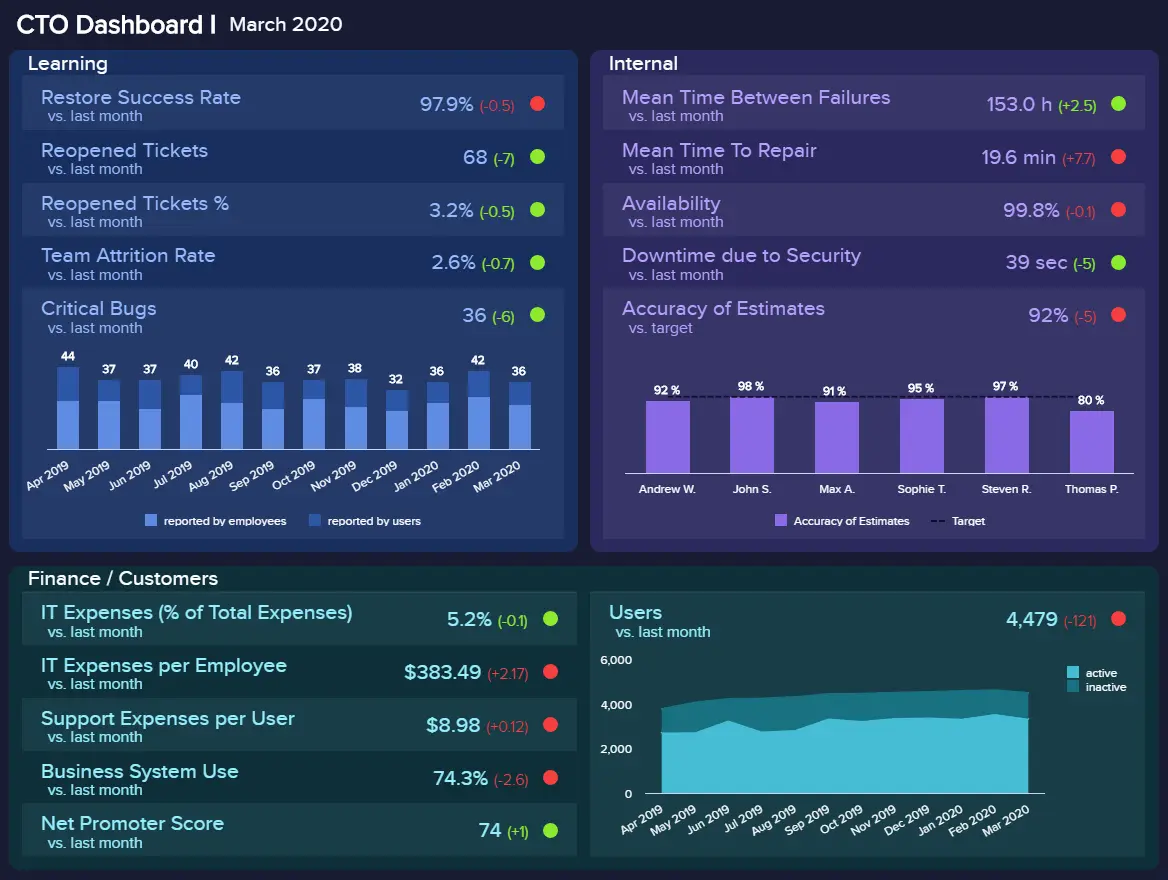 CTO Dashboard | March 2020
Learning
Restore Success Rate 97.9% (-0.5)
vs. last month
Reopened Tickets 68 (-7)
vs. last month
Reopened Tickets % 3.2% (-0.5)
vs. last month
Team Attrition Rate 2.6% (-0.7)
vs. last month
Critical Bugs 36 (-6)
vs. last month
44 37 37 40 42 36 37 38 32 36 42 36
Apr 2019 May 2019 Jun 2019 Jul 2019 Aug 2019 Sep 2019 Oct 2019 Nov 2019 Dec 2019 Jan 2020 Feb 2020 Mar 2020
reported by employees reported by users
Internal
Mean Time Between Failures 153.0 h (+2.5)
vs. last month
Mean Time To Repair 19.6 min (+7.7)
vs. last month
Availability 99.8% (-0.1)
vs. last month
Downtime due to Security 39 sec (-5)
vs. last month
Accuracy of Estimates 92% (-5)
vs. target
92 % 98 % 91 % 95 % 97 % 80 %
Andrew W. John S. Max A. Sophie T. Steven R. Thomas P.
Accuracy of Estimates Target
Finance / Customers
IT Expenses (% of Total Expenses) 5.2% (-0.1)
vs. last month
IT Expenses per Employee $383.49 (+2.17)
vs. last month
Support Expenses per User $8.98 (+0.12)
vs. last month
Business System Use 74.3% (-2.6)
vs. last month
Net Promoter Score 74 (+1)
vs. last month
Users 4,479 (-121)
vs. last month
6,000
active
inactive
4,000
2,000
0
Apr 2019 May 2019 Jun 2019 Jul 2019 Aug 2019 Sep 2019 Oct 2019 Nov 2019 Dec 2019 Jan 2020 Feb 2020 Mar 2020